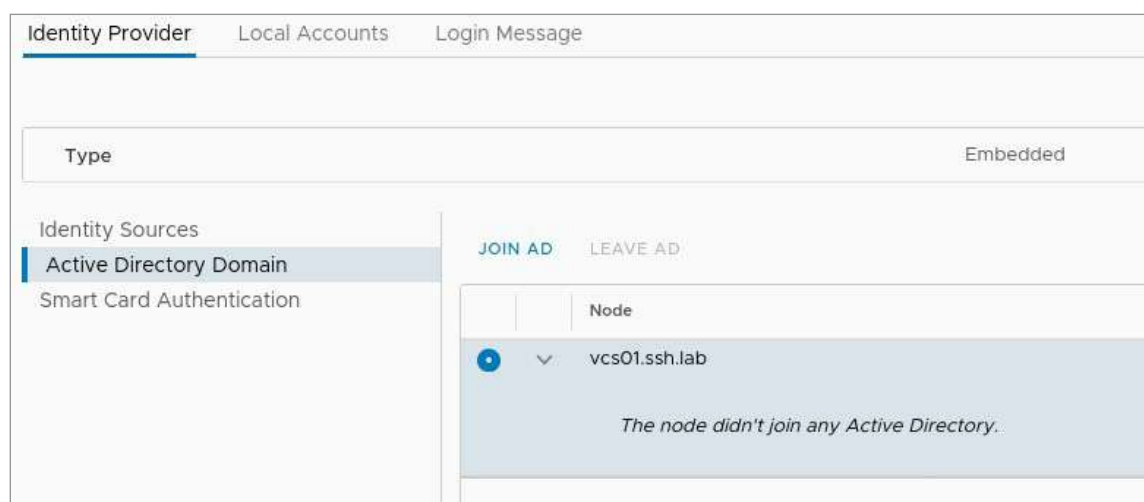 Identity Provider Local Accounts Login Message
Type Embedded
Identity Sources
Active Directory Domain
Smart Card Authentication
JOIN AD LEAVE AD
Node
vcs01.ssh.lab
The node didn't join any Active Directory.